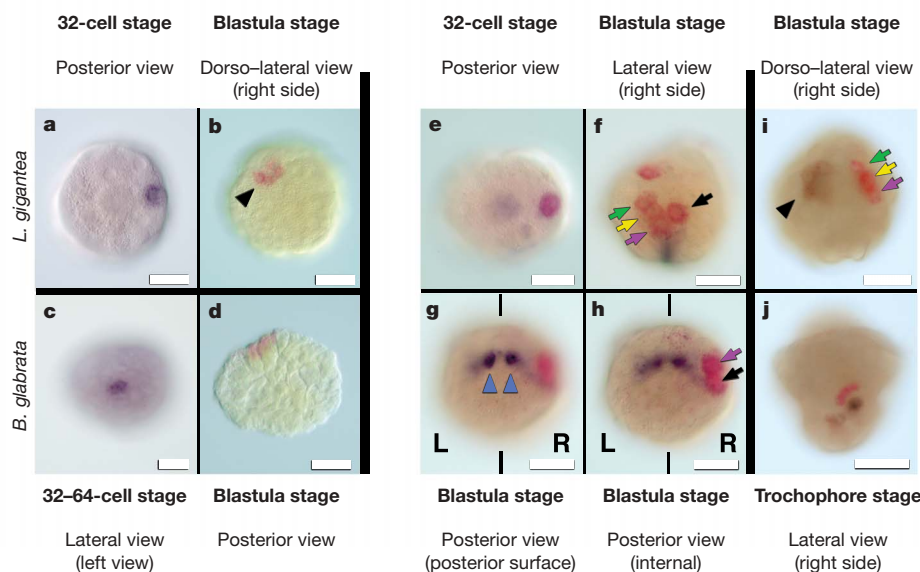 32-cell stage
Blastula stage
32-cell stage
Blastula stage
Blastula stage
Posterior view
Dorso–lateral view
(right side)
Posterior view
Lateral view
(right side)
Dorso–lateral view
(right side)
L. gigantea
a
b
e
f
i
B. glabrata
c
d
g
h
j
L
R
L
R
32–64-cell stage
Blastula stage
Blastula stage
Blastula stage
Trochophore stage
Lateral view
(left view)
Posterior view
Posterior view
(posterior surface)
Posterior view
(internal)
Lateral view
(right side)